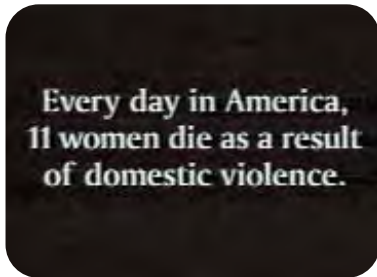 Every day in America,
11 women die as a result
of domestic violence.